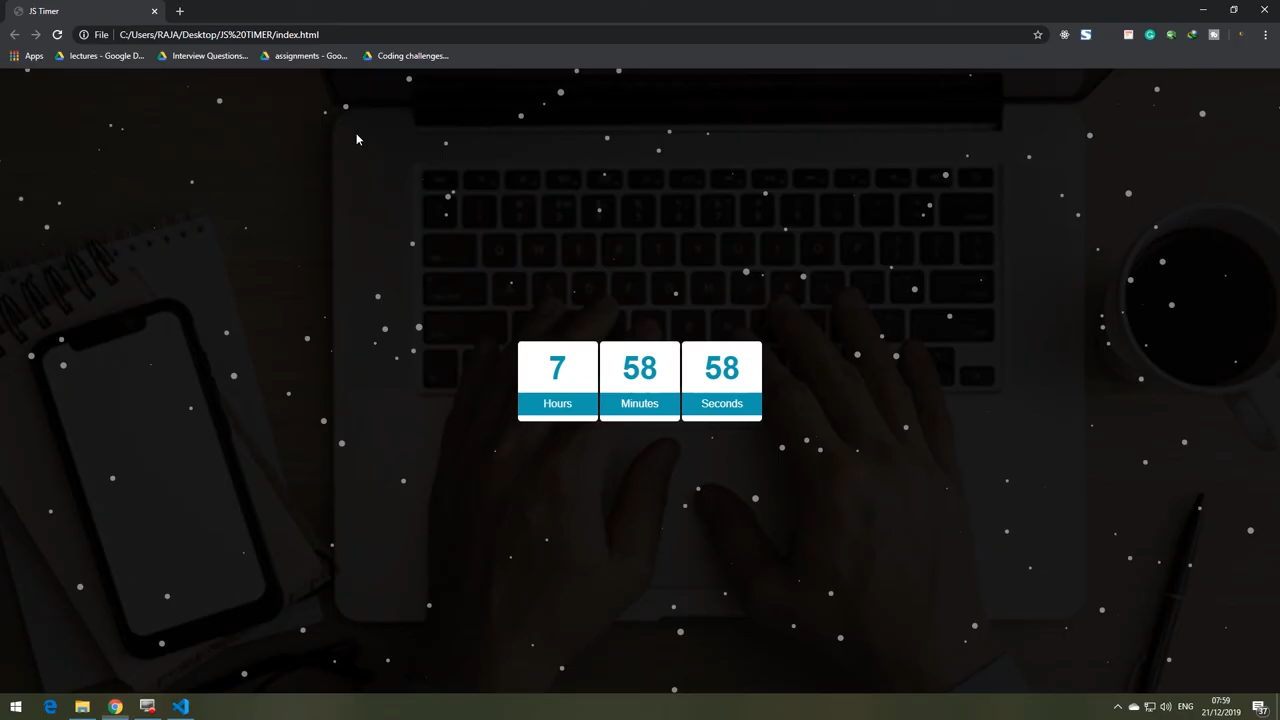 JS Timer
File C:/Users/RAJA/Desktop/JS%20TIMER/index.html
Apps lectures - Google D... Interview Questions... assignments - Goo... Coding challenges...
7 58 58
Hours Minutes Seconds
ENG 07:59
21/12/2019